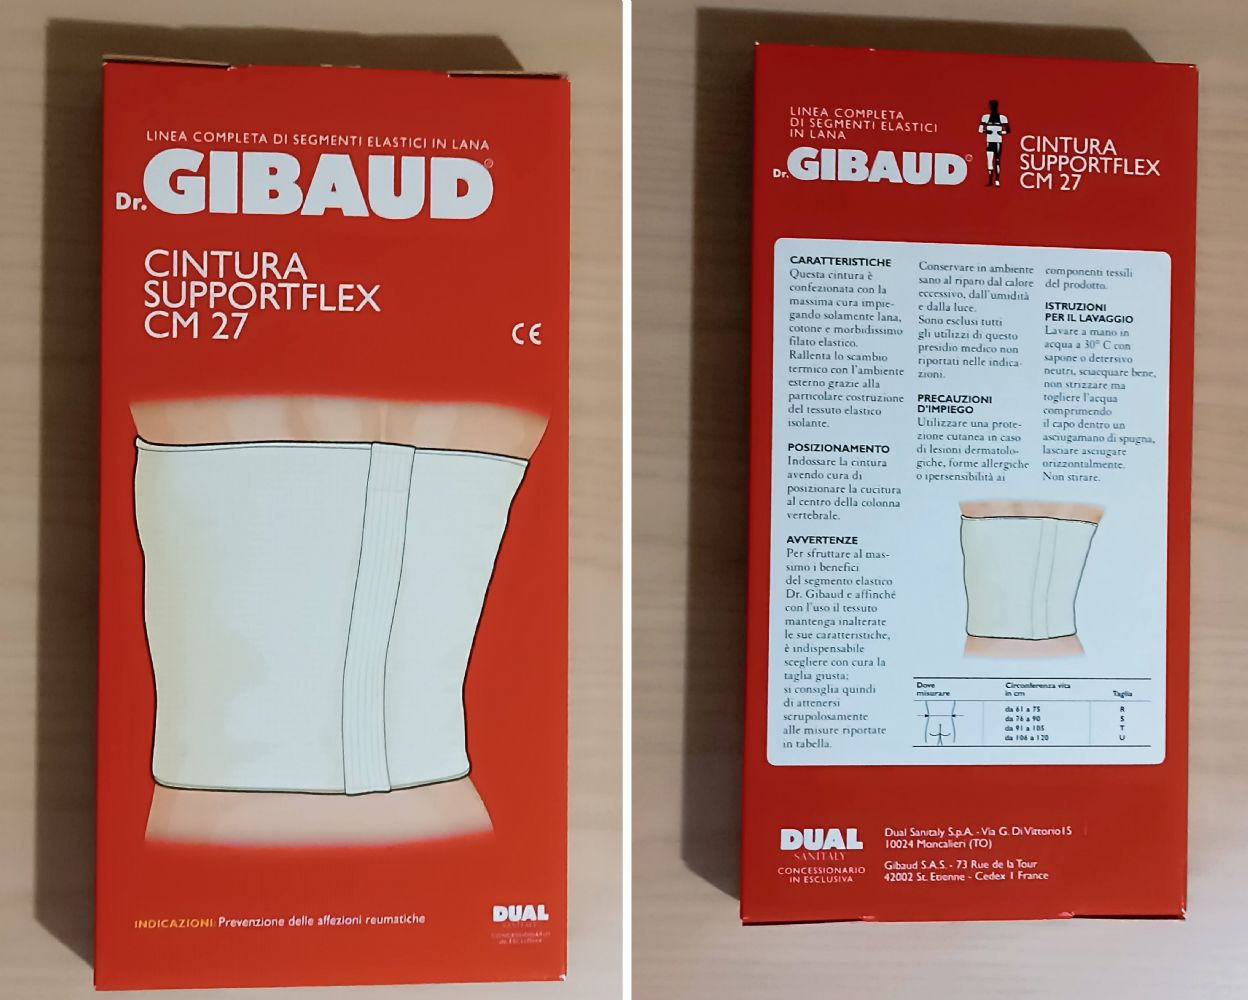 LINEA COMPLETA DI SEGMENTI ELASTICI IN LANA
Dr. GIBAUD®
CINTURA
SUPPORTFLEX
CM 27
CE
INDICAZIONI: Prevenzione delle affezioni reumatiche
DUAL
SANITALY
CONCESSIONARIO
IN ESCLUSIVA
LINEA COMPLETA
DI SEGMENTI ELASTICI
IN LANA
Dr. GIBAUD®
CINTURA
SUPPORTFLEX
CM 27
CARATTERISTICHE
Questa cintura è
confezionata con la
massima cura impie-
gando solamente lana,
cotone e morbidissimo
filato elastico.
Rallenta lo scambio
termico con l'ambiente
esterno grazie alla
particolare costruzione
del tessuto elastico
isolante.
POSIZIONAMENTO
Indossare la cintura
avendo cura di
posizionare la cucitura
al centro della colonna
vertebrale.
AVVERTENZE
Per sfruttare al mas-
simo i benefici
del segmento elastico
Dr. Gibaud e affinché
con l'uso il tessuto
mantenga inalterate
le sue caratteristiche,
è indispensabile
scegliere con cura la
taglia giusta;
si consiglia quindi
di attenersi
scrupolosamente
alle misure riportate
in tabella.
Conservare in ambiente
sano al riparo dal calore
eccessivo, dall'umidità
e dalla luce.
Sono esclusi tutti
gli utilizzi di questo
presidio medico non
riportati nelle indica-
zioni.
PRECAUZIONI
D'IMPIEGO
Utilizzare una prote-
zione cutanea in caso
di lesioni dermatolo-
giche, forme allergiche
o ipersensibilità ai
componenti tessili
del prodotto.
ISTRUZIONI
PER IL LAVAGGIO
Lavare a mano in
acqua a 30° C con
sapone o detersivo
neutri, sciacquare bene,
non strizzare ma
togliere l'acqua
comprimendo
il capo dentro un
asciugamano di spugna,
lasciare asciugare
orizzontalmente.
Non stirare.
Dove misurare Circonferenza vita in cm Taglia
da 61 a 75 R
da 76 a 90 S
da 91 a 105 T
da 106 a 120 U
DUAL
SANITALY
CONCESSIONARIO
IN ESCLUSIVA
Dual Sanitaly S.p.A. - Via G. Di Vittorio 15
10024 Moncalieri (TO)
Gibaud S.A.S. - 73 Rue de la Tour
42002 St. Etienne - Cedex 1 France